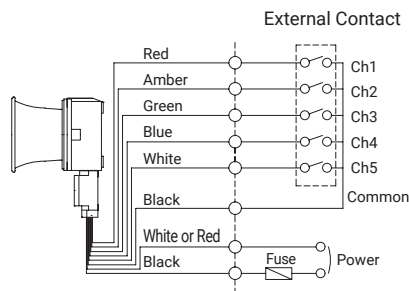 External Contact
Red
Ch1
Amber
Ch2
Green
Ch3
Blue
Ch4
White
Ch5
Black
Common
White or Red
Black
Fuse
Power